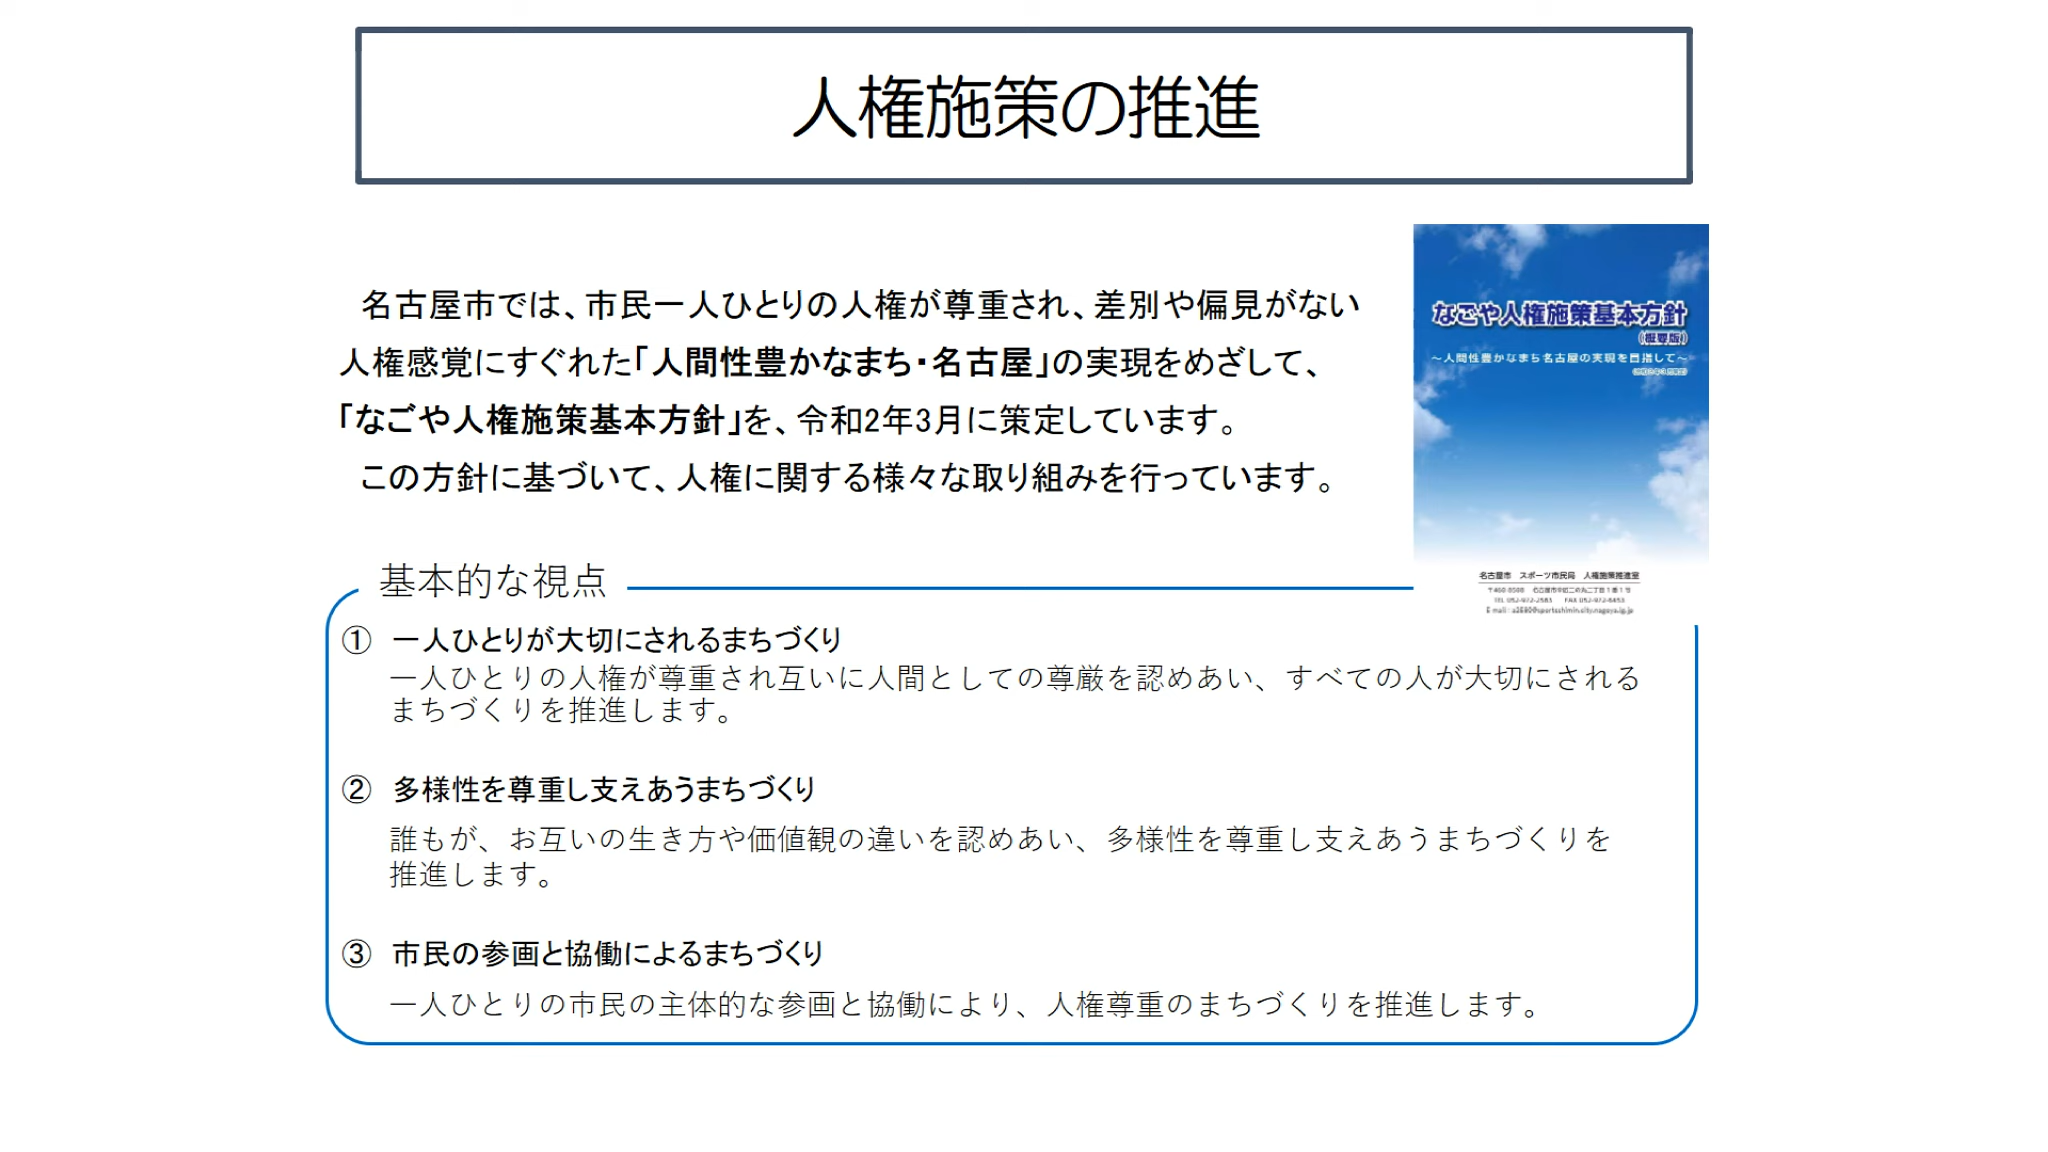 人権施策の推進
名古屋市では、市民一人ひとりの人権が尊重され、差別や偏見がない
人権感覚にすぐれた「人間性豊かなまち・名古屋」の実現をめざして、
「なごや人権施策基本方針」を、令和2年3月に策定しています。
この方針に基づいて、人権に関する様々な取り組みを行っています。
なごや人権施策基本方針
(概要版)
～人間性豊かなまち名古屋の実現を目指して～
名古屋市 スポーツ市民局 人権施策推進室
基本的な視点
① 一人ひとりが大切にされるまちづくり
一人ひとりの人権が尊重され互いに人間としての尊厳を認めあい、すべての人が大切にされる
まちづくりを推進します。
② 多様性を尊重し支えあうまちづくり
誰もが、お互いの生き方や価値観の違いを認めあい、多様性を尊重し支えあうまちづくりを
推進します。
③ 市民の参画と協働によるまちづくり
一人ひとりの市民の主体的な参画と協働により、人権尊重のまちづくりを推進します。